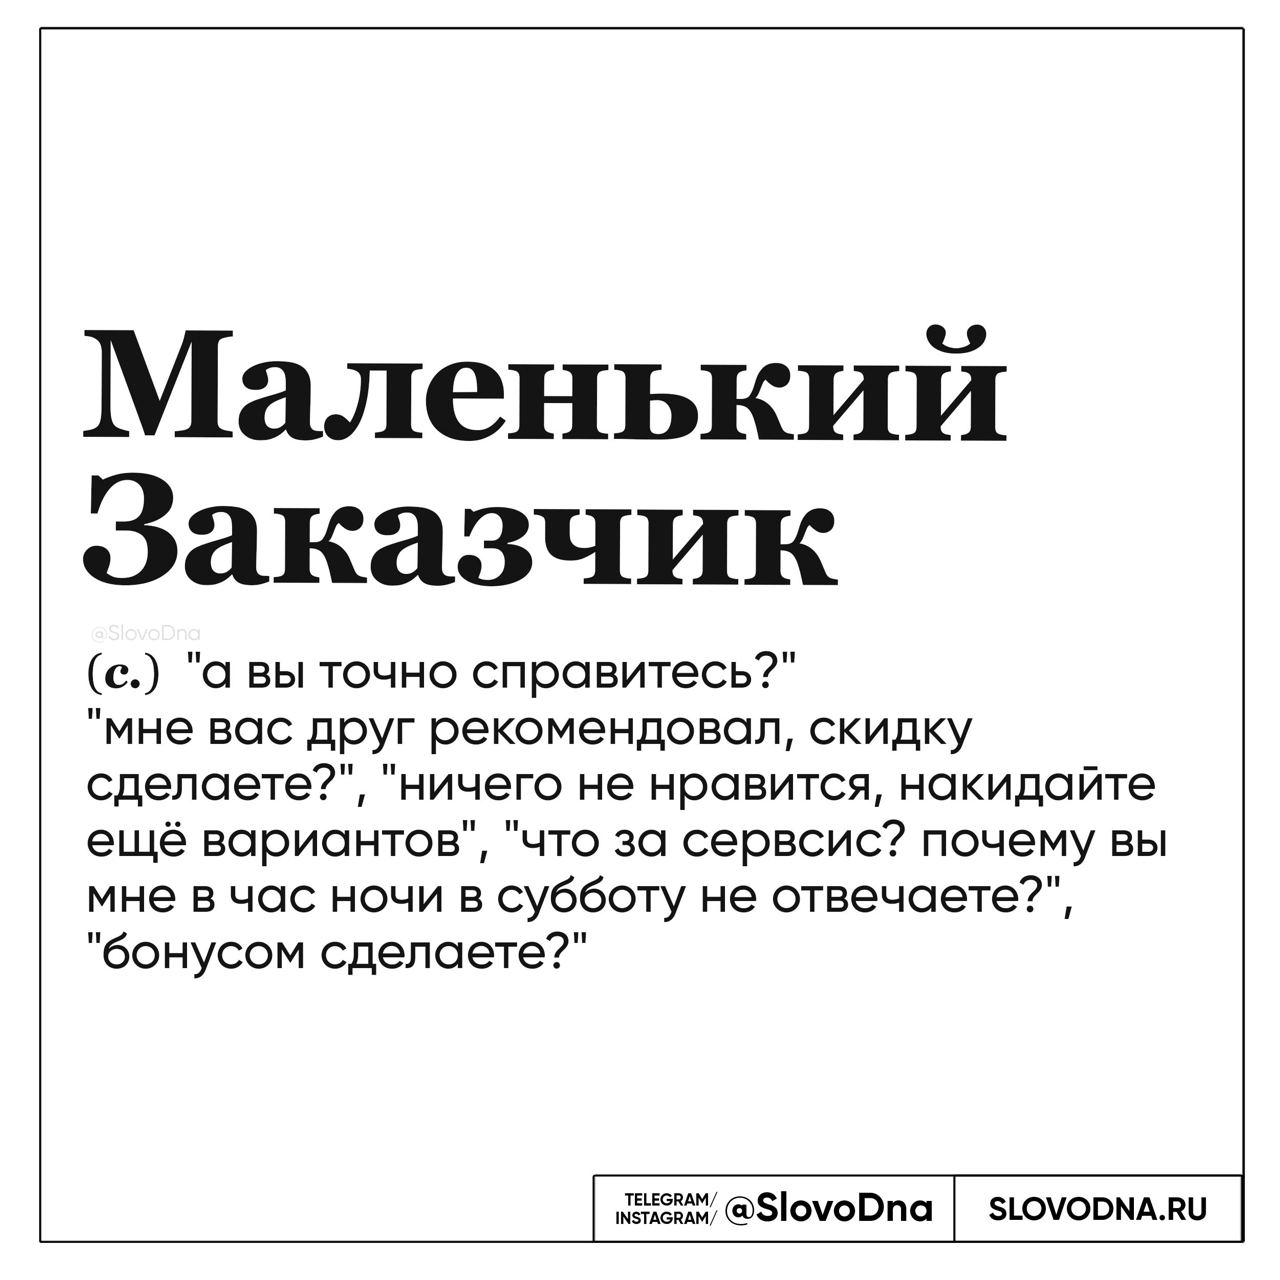 Маленький
Заказчик
@SlovoDna
(с.) "а вы точно справитесь?"
"мне вас друг рекомендовал, скидку
сделаете?", "ничего не нравится, накидайте
ещё вариантов", "что за сервсис? почему вы
мне в час ночи в субботу не отвечаете?",
"бонусом сделаете?"
TELEGRAM/
INSTAGRAM/
@SlovoDna
SLOVODNA.RU